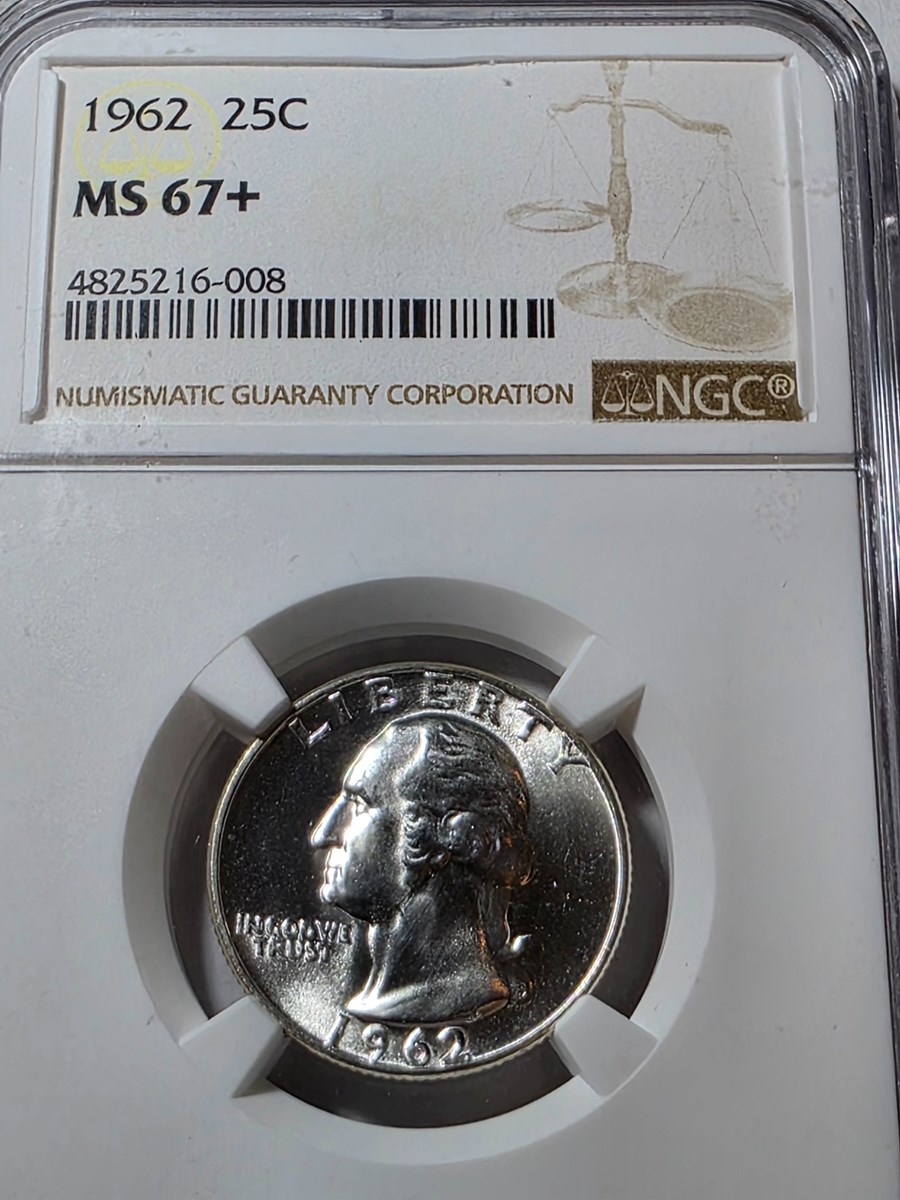 1962 25C
MS 67+
4825216-008
NUMISMATIC GUARANTY CORPORATION
NGC®
LIBERTY
IN GOD WE
TRUST
1962